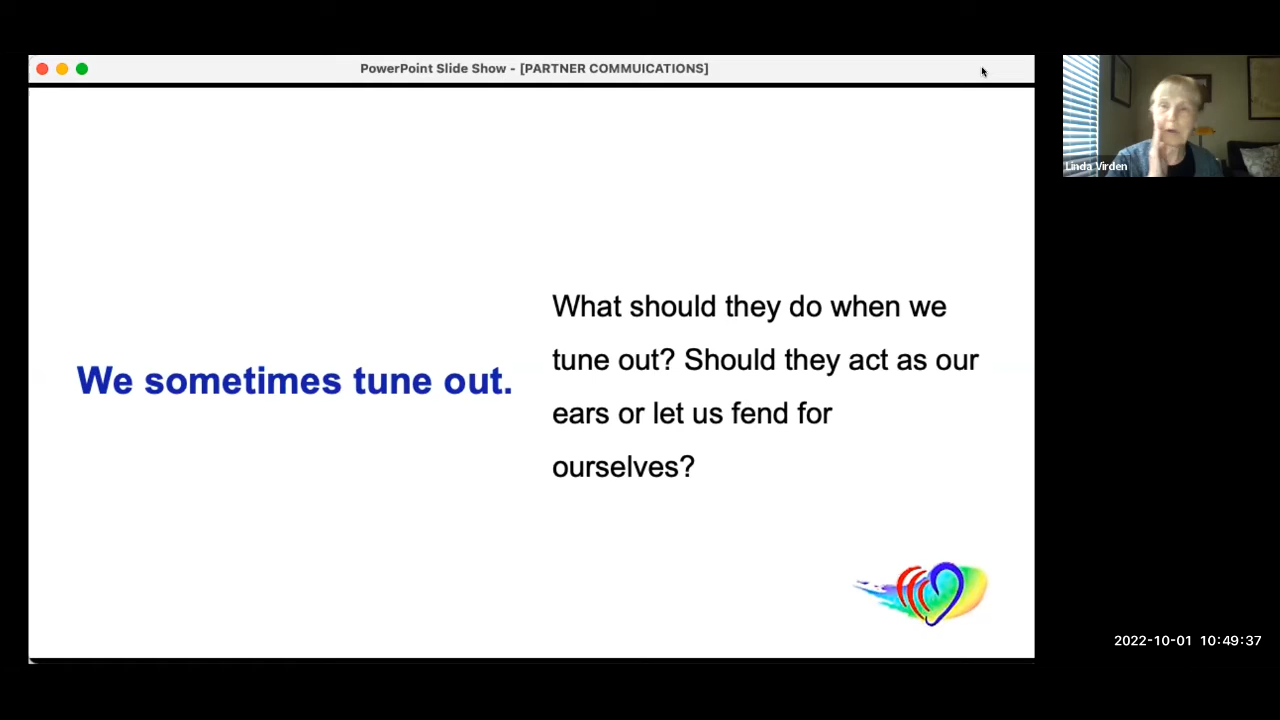 PowerPoint Slide Show - [PARTNER COMMUICATIONS]
Linda Virden
We sometimes tune out.
What should they do when we
tune out? Should they act as our
ears or let us fend for
ourselves?
2022-10-01 10:49:37